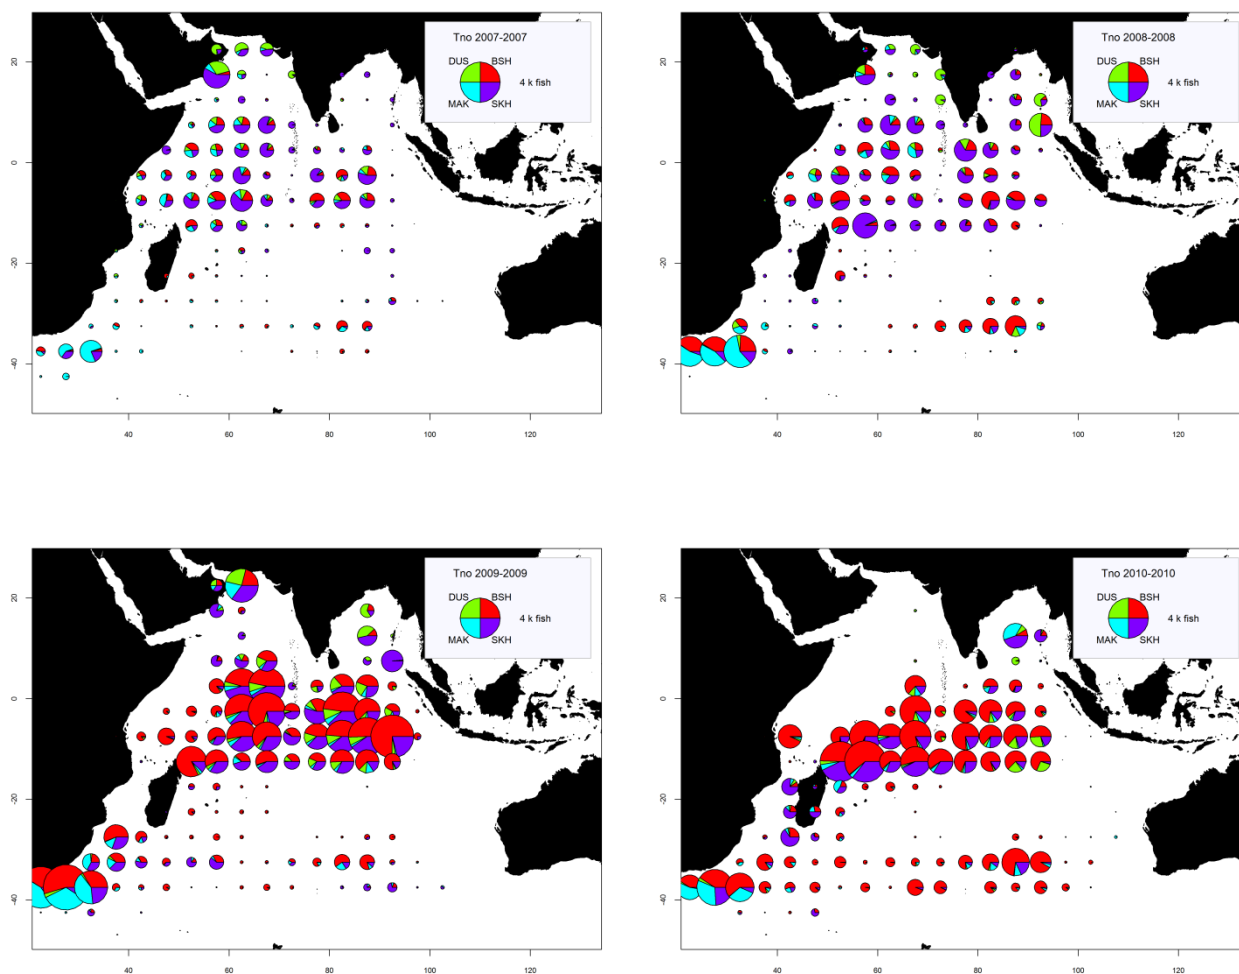 Tno 2007-2007
DUS BSH
4 k fish
MAK SKH
20
0
-20
-40
40 60 80 100 120
Tno 2008-2008
DUS BSH
4 k fish
MAK SKH
20
0
-20
-40
40 60 80 100 120
Tno 2009-2009
DUS BSH
4 k fish
MAK SKH
20
0
-20
-40
40 60 80 100 120
Tno 2010-2010
DUS BSH
4 k fish
MAK SKH
20
0
-20
-40
40 60 80 100 120